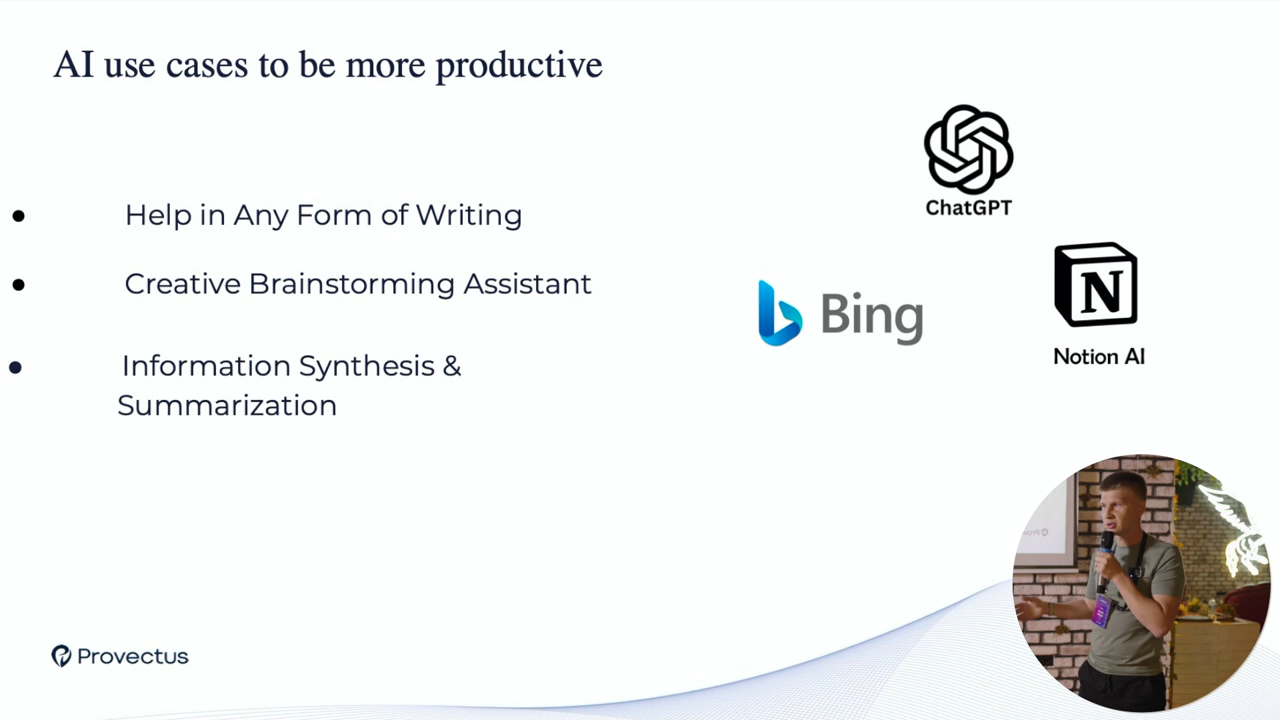 AI use cases to be more productive
Help in Any Form of Writing
Creative Brainstorming Assistant
Information Synthesis &
Summarization
ChatGPT
Bing
N
Notion AI
Provectus